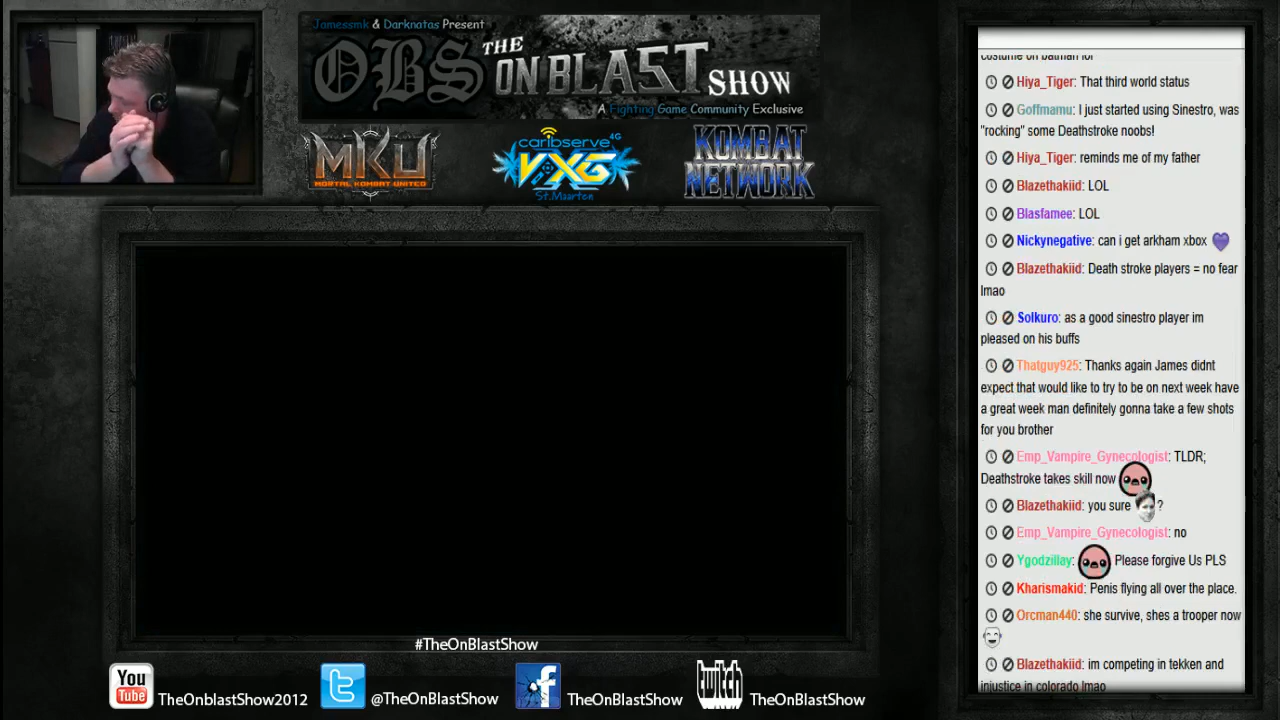 Jamessmk & Darknatas Present
OBS THE ON BLAST SHOW
A Fighting Game Community Exclusive
MKU
MORTAL KOMBAT UNITED
caribserve 4G
VXG
St.Maarten
KOMBAT
NETWORK
costume on batman lol
Hiya_Tiger: That third world status
Goffmamu: I just started using Sinestro, was
"rocking" some Deathstroke noobs!
Hiya_Tiger: reminds me of my father
Blazethakiid: LOL
Blasfamee: LOL
Nickynegative: can i get arkham xbox
Blazethakiid: Death stroke players = no fear
lmao
Solkuro: as a good sinestro player im
pleased on his buffs
Thatguy925: Thanks again James didnt
expect that would like to try to be on next week have
a great week man definitely gonna take a few shots
for you brother
Emp_Vampire_Gynecologist: TLDR;
Deathstroke takes skill now
Blazethakiid: you sure ?
Emp_Vampire_Gynecologist: no
Ygodzillay: Please forgive Us PLS
Kharismakid: Penis flying all over the place.
Orcman440: she survive, shes a trooper now
Blazethakiid: im competing in tekken and
injustice in colorado lmao
#TheOnBlastShow
You
Tube
TheOnblastShow2012
@TheOnBlastShow
TheOnBlastShow
twitch
TheOnBlastShow